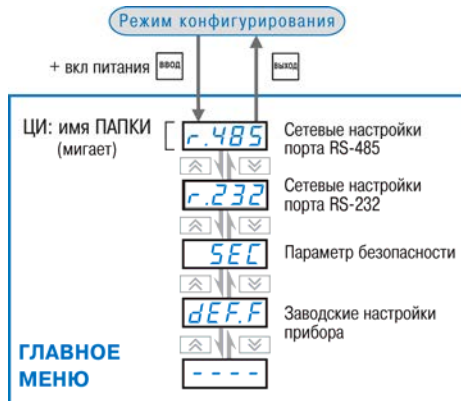 Режим конфигурирования
+ вкл питания
ВВОД
ВЫХОД
ЦИ: имя ПАПКИ
(мигает)
r.485
Сетевые настройки
порта RS-485
r.232
Сетевые настройки
порта RS-232
SEC
Параметр безопасности
dEF.F
Заводские настройки
прибора
ГЛАВНОЕ
МЕНЮ
- - - -